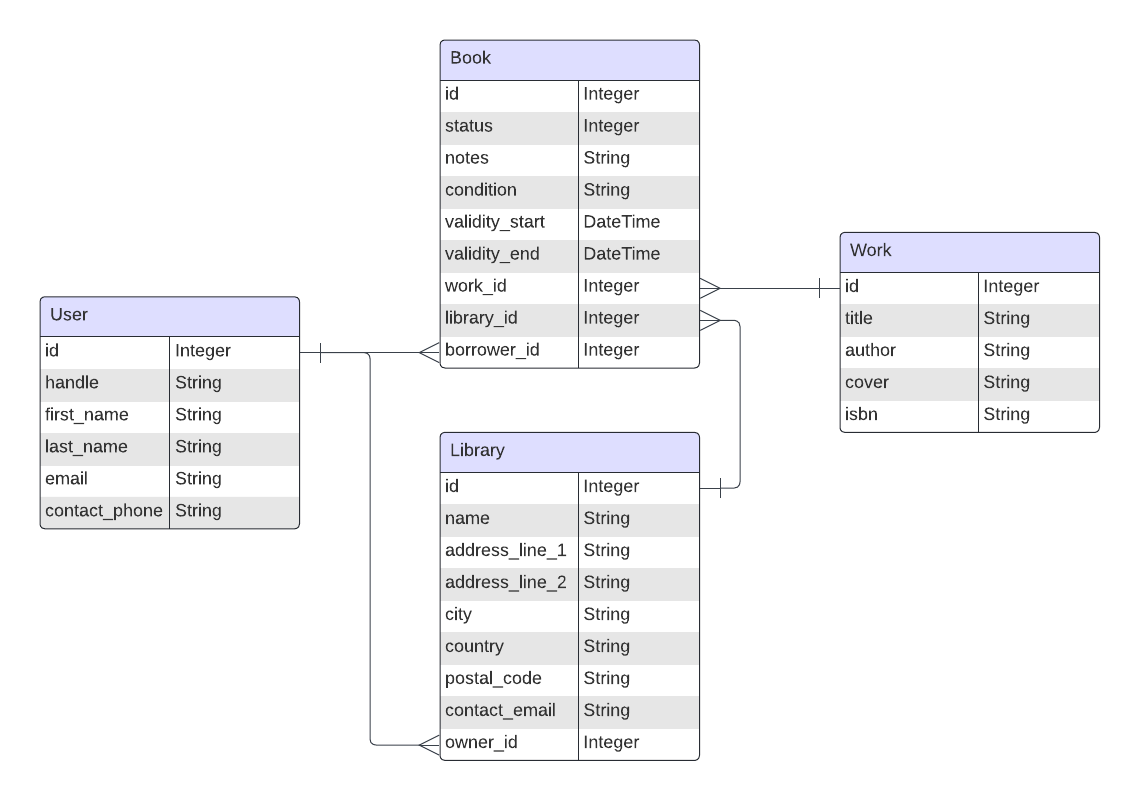 Book
id Integer
status Integer
notes String
condition String
validity_start DateTime
validity_end DateTime
work_id Integer
library_id Integer
borrower_id Integer
Work
id Integer
title String
author String
cover String
isbn String
User
id Integer
handle String
first_name String
last_name String
email String
contact_phone String
Library
id Integer
name String
address_line_1 String
address_line_2 String
city String
country String
postal_code String
contact_email String
owner_id Integer